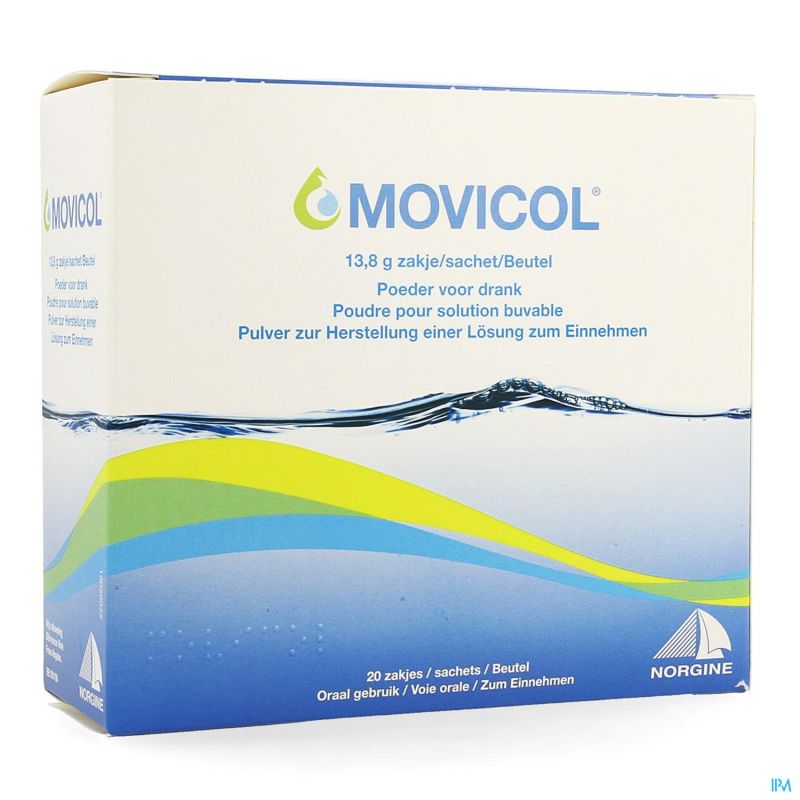 MOVICOL®
13,8 g zakje/sachet/Beutel
Poeder voor drank
Poudre pour solution buvable
Pulver zur Herstellung einer Lösung zum Einnehmen
20 zakjes / sachets / Beutel
Oraal gebruik / Voie orale / Zum Einnehmen
NORGINE
MOVICOL®
13,8 g zakje/sachet/Beutel
Poeder voor drank
Poudre pour solution buvable
Pulver zur Herstellung einer
Lösung zum Einnehmen
NORGINE
IPM